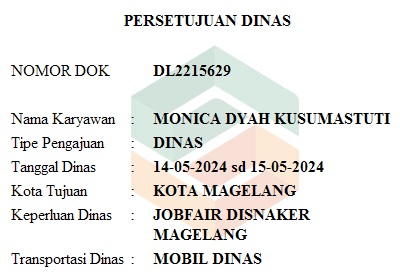 PERSETUJUAN DINAS
NOMOR DOK DL2215629
Nama Karyawan : MONICA DYAH KUSUMASTUTI
Tipe Pengajuan : DINAS
Tanggal Dinas : 14-05-2024 sd 15-05-2024
Kota Tujuan : KOTA MAGELANG
Keperluan Dinas : JOBFAIR DISNAKER
MAGELANG
Transportasi Dinas : MOBIL DINAS